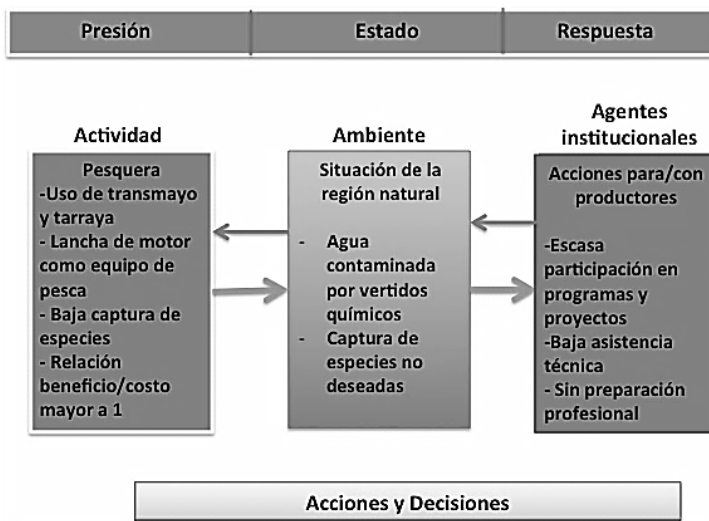 Presión
Estado
Respuesta
Actividad
Pesquera
-Uso de transmayo
y tarraya
- Lancha de motor
como equipo de
pesca
- Baja captura de
especies
- Relación
beneficio/costo
mayor a 1
Ambiente
Situación de la
región natural
- Agua
contaminada
por vertidos
químicos
- Captura de
especies no
deseadas
Agentes
institucionales
Acciones para/con
productores
-Escasa
participación en
programas y
proyectos
-Baja asistencia
técnica
- Sin preparación
profesional
Acciones y Decisiones